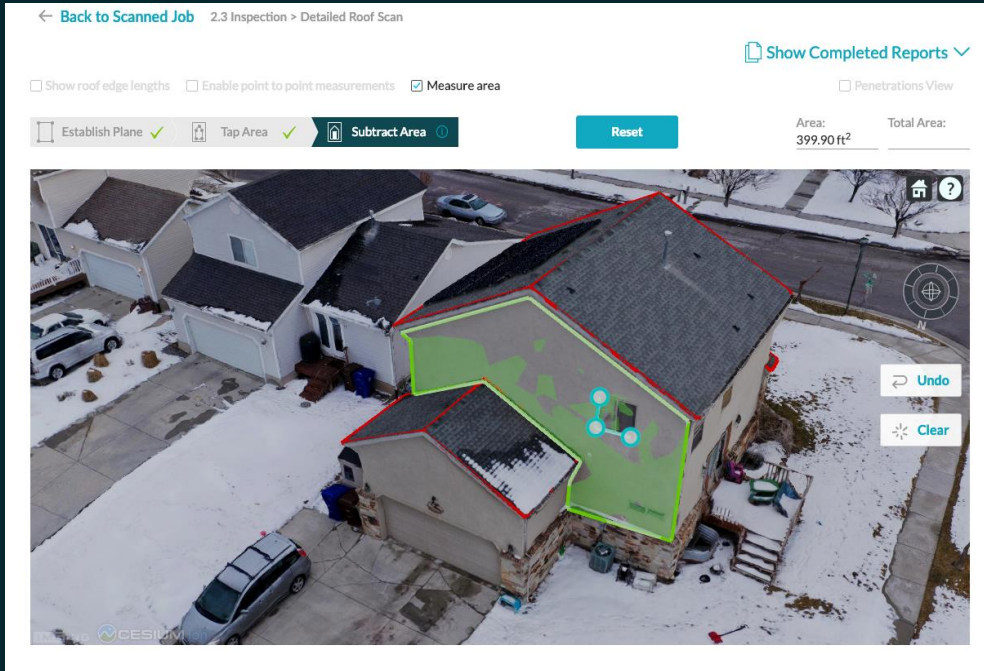 ← Back to Scanned Job 2.3 Inspection > Detailed Roof Scan
Show Completed Reports
Show roof edge lengths Enable point to point measurements Measure area Penetrations View
Establish Plane Tap Area Subtract Area Reset Area: Total Area:
399.90 ft²
?
N
Undo
Clear
CESIUM